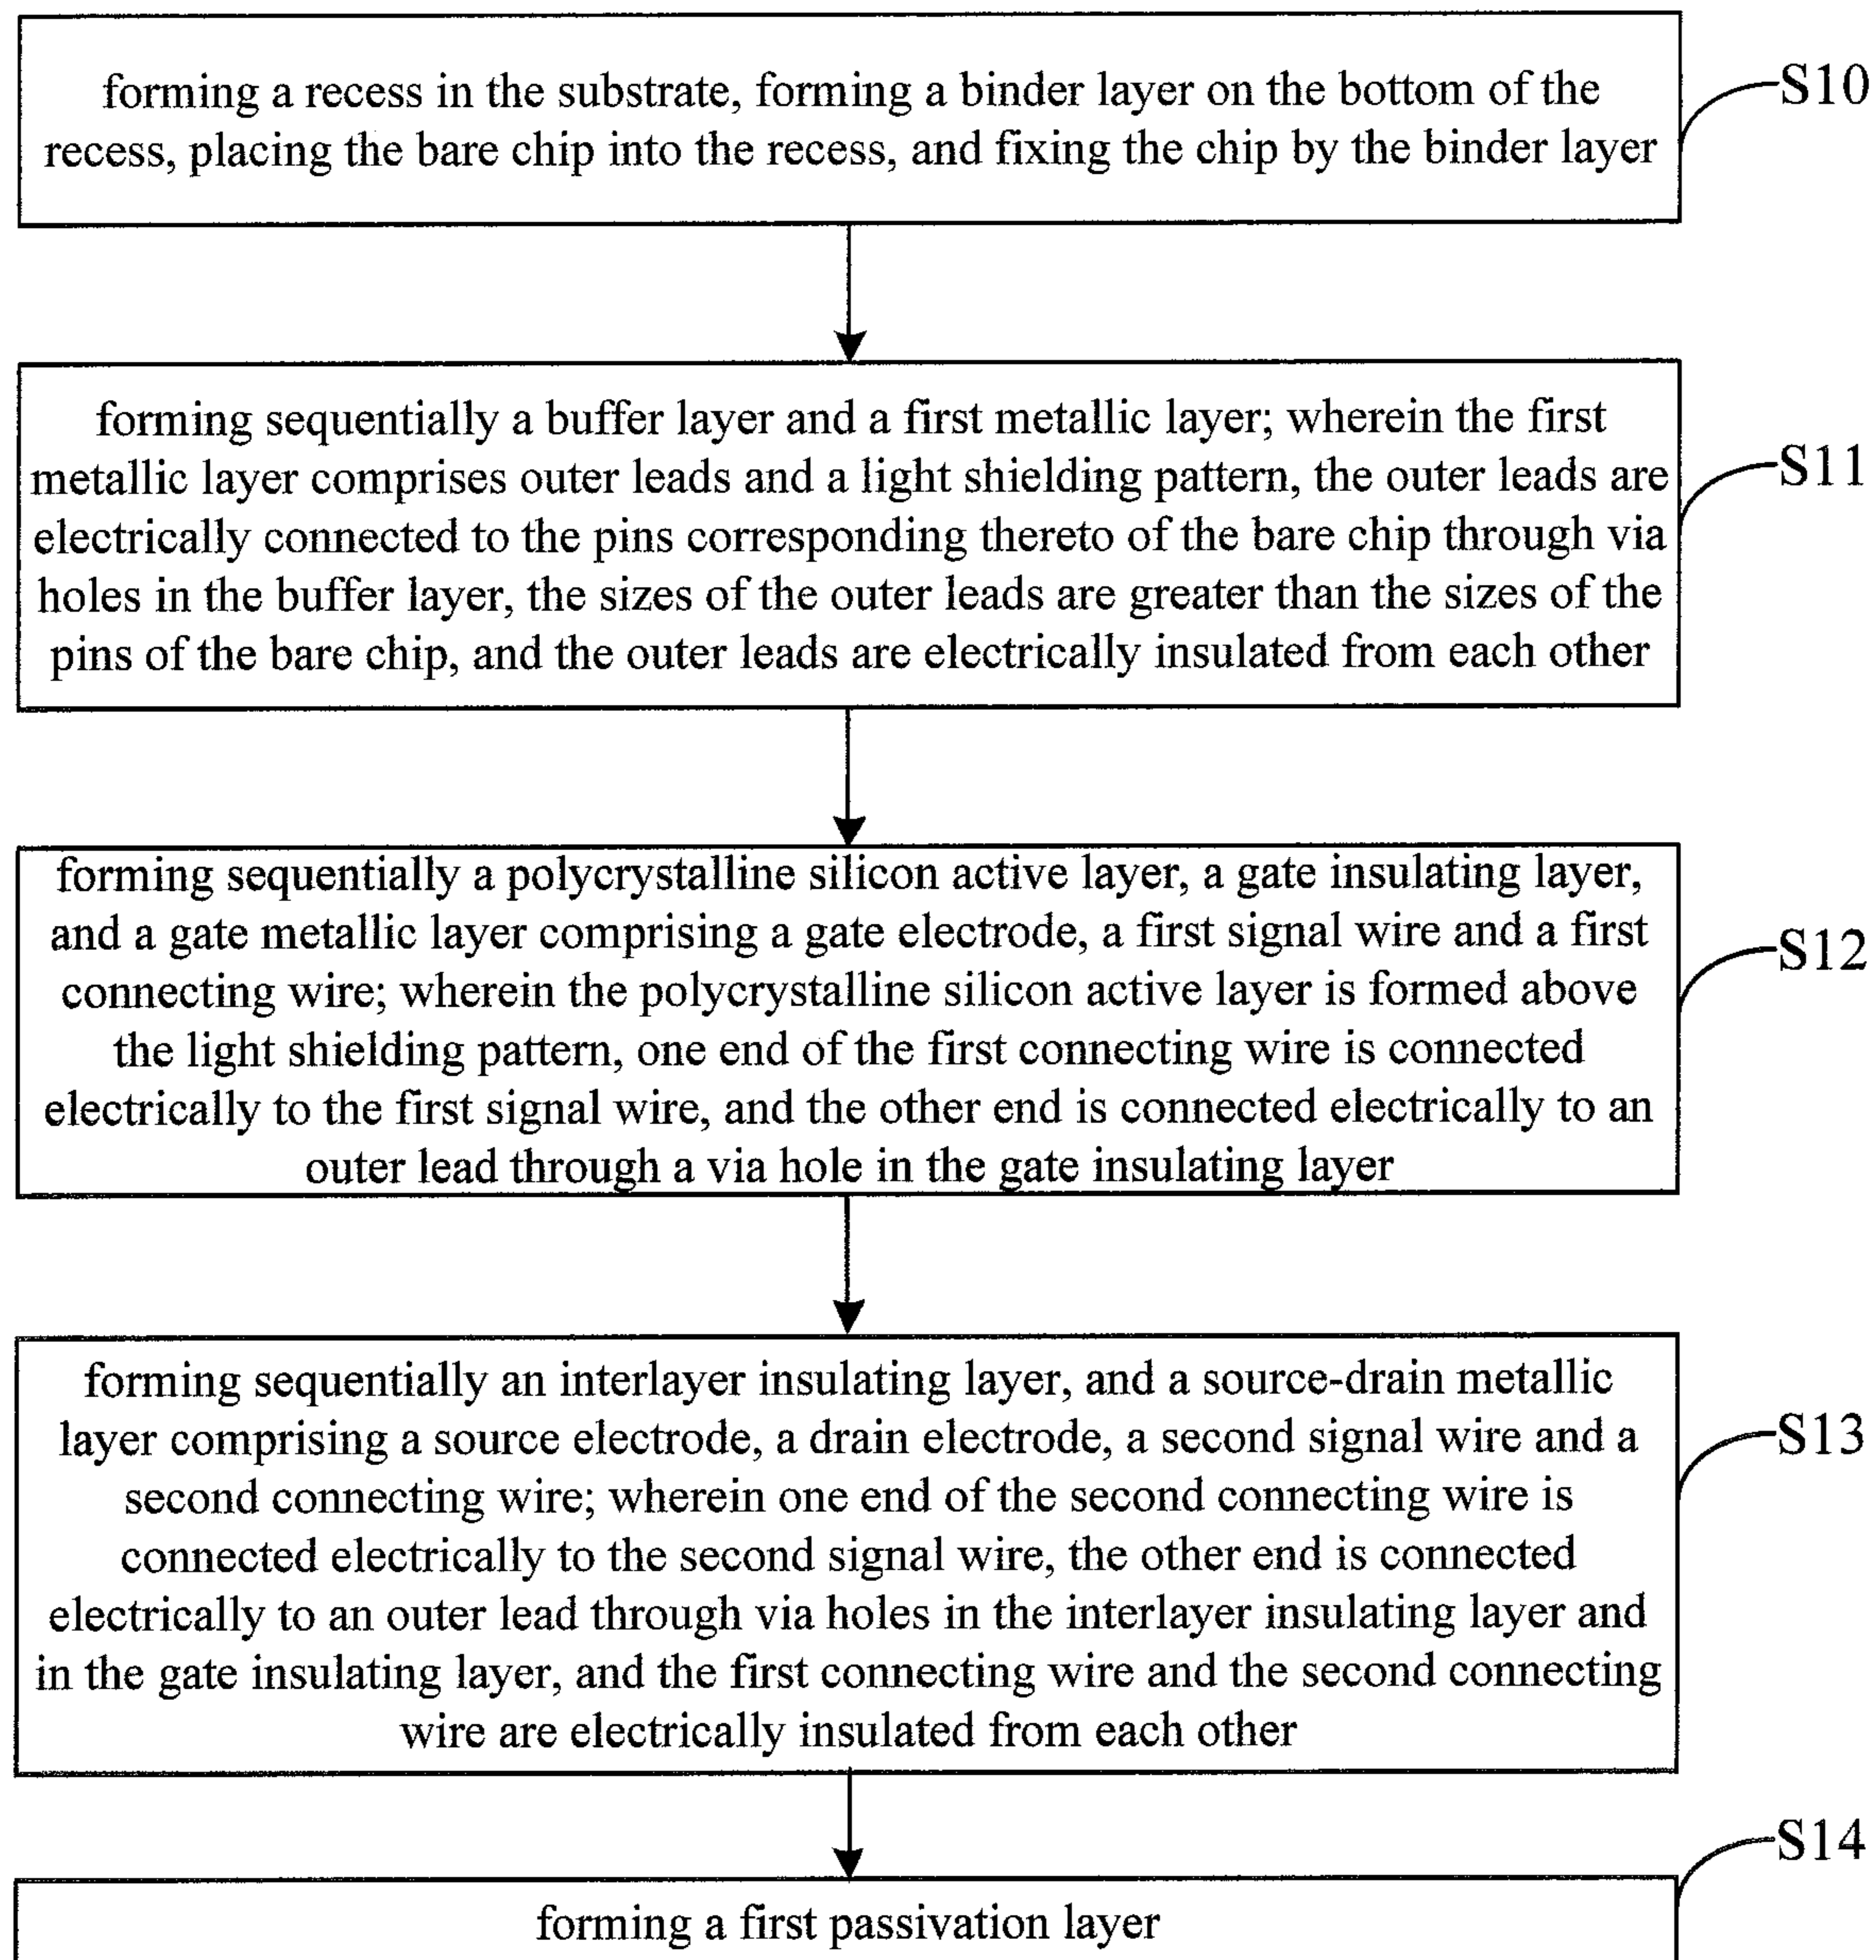 forming a recess in the substrate, forming a binder layer on the bottom of the
recess, placing the bare chip into the recess, and fixing the chip by the binder layer
S10
forming sequentially a buffer layer and a first metallic layer; wherein the first
metallic layer comprises outer leads and a light shielding pattern, the outer leads are
electrically connected to the pins corresponding thereto of the bare chip through via
holes in the buffer layer, the sizes of the outer leads are greater than the sizes of the
pins of the bare chip, and the outer leads are electrically insulated from each other
S11
forming sequentially a polycrystalline silicon active layer, a gate insulating layer,
and a gate metallic layer comprising a gate electrode, a first signal wire and a first
connecting wire; wherein the polycrystalline silicon active layer is formed above
the light shielding pattern, one end of the first connecting wire is connected
electrically to the first signal wire, and the other end is connected electrically to an
outer lead through a via hole in the gate insulating layer
S12
forming sequentially an interlayer insulating layer, and a source-drain metallic
layer comprising a source electrode, a drain electrode, a second signal wire and a
second connecting wire; wherein one end of the second connecting wire is
connected electrically to the second signal wire, the other end is connected
electrically to an outer lead through via holes in the interlayer insulating layer and
in the gate insulating layer, and the first connecting wire and the second connecting
wire are electrically insulated from each other
S13
forming a first passivation layer
S14